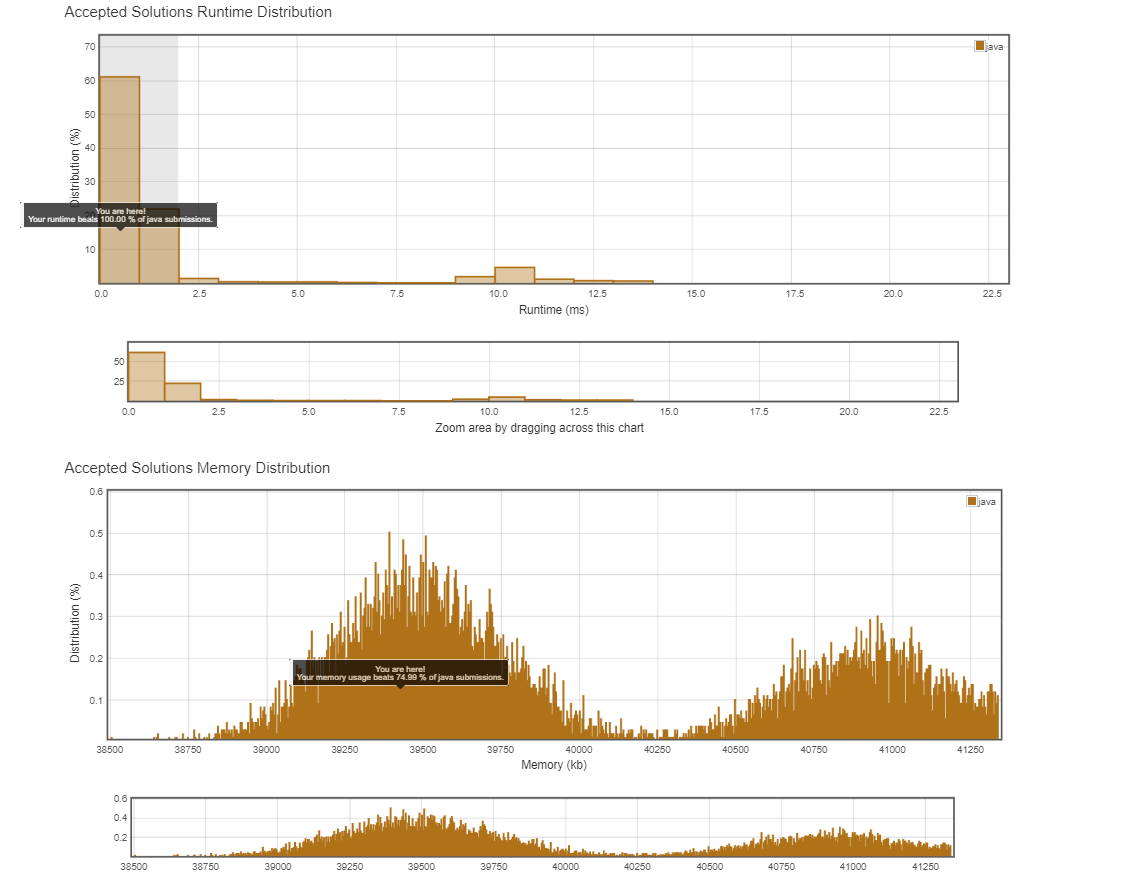 Accepted Solutions Runtime Distribution
70
60
50
40
30
20
10
Distribution (%)
java
You are here!
Your runtime beats 100.00 % of java submissions.
0.0 2.5 5.0 7.5 10.0 12.5 15.0 17.5 20.0 22.5
Runtime (ms)
50
25
0.0 2.5 5.0 7.5 10.0 12.5 15.0 17.5 20.0 22.5
Zoom area by dragging across this chart
Accepted Solutions Memory Distribution
0.6
0.5
0.4
0.3
0.2
0.1
Distribution (%)
java
You are here!
Your memory usage beats 74.99 % of java submissions.
38500 38750 39000 39250 39500 39750 40000 40250 40500 40750 41000 41250
Memory (kb)
0.6
0.4
0.2
38500 38750 39000 39250 39500 39750 40000 40250 40500 40750 41000 41250